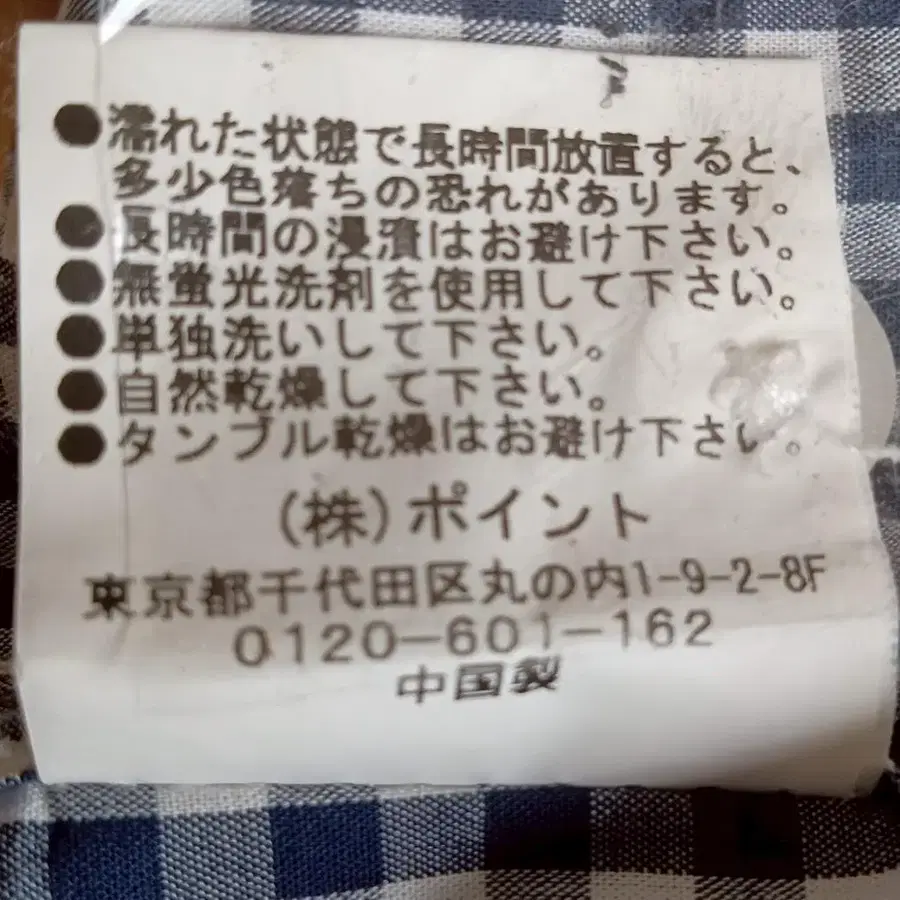 ●濡れた状態で長時間放置すると、
多少色落ちの恐れがあります。
●長時間の浸漬はお避け下さい。
●無蛍光洗剤を使用して下さい。
●単独洗いして下さい。
●自然乾燥して下さい。
●タンブル乾燥はお避け下さい。
(株)ポイント
東京都千代田区丸の内1-9-2-8F
0120-601-162
中国製